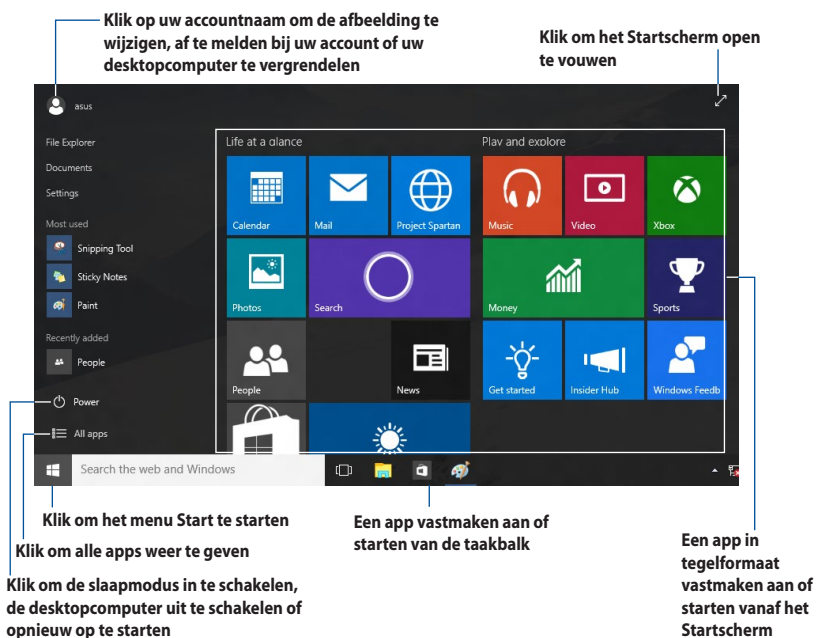 Klik op uw accountnaam om de afbeelding te
wijzigen, af te melden bij uw account of uw
desktopcomputer te vergrendelen
Klik om het Startscherm open
te vouwen
asus
File Explorer
Documents
Settings
Most used
Snipping Tool
Sticky Notes
Paint
Recently added
People
Power
All apps
Life at a glance
Calendar
Mail
Project Spartan
Photos
Search
People
News
Play and explore
Music
Video
Xbox
Money
Sports
Get started
Insider Hub
Windows Feedb
Search the web and Windows
Klik om het menu Start te starten
Klik om alle apps weer te geven
Klik om de slaapmodus in te schakelen,
de desktopcomputer uit te schakelen of
opnieuw op te starten
Een app vastmaken aan of
starten van de taakbalk
Een app in
tegelformaat
vastmaken aan of
starten vanaf het
Startscherm